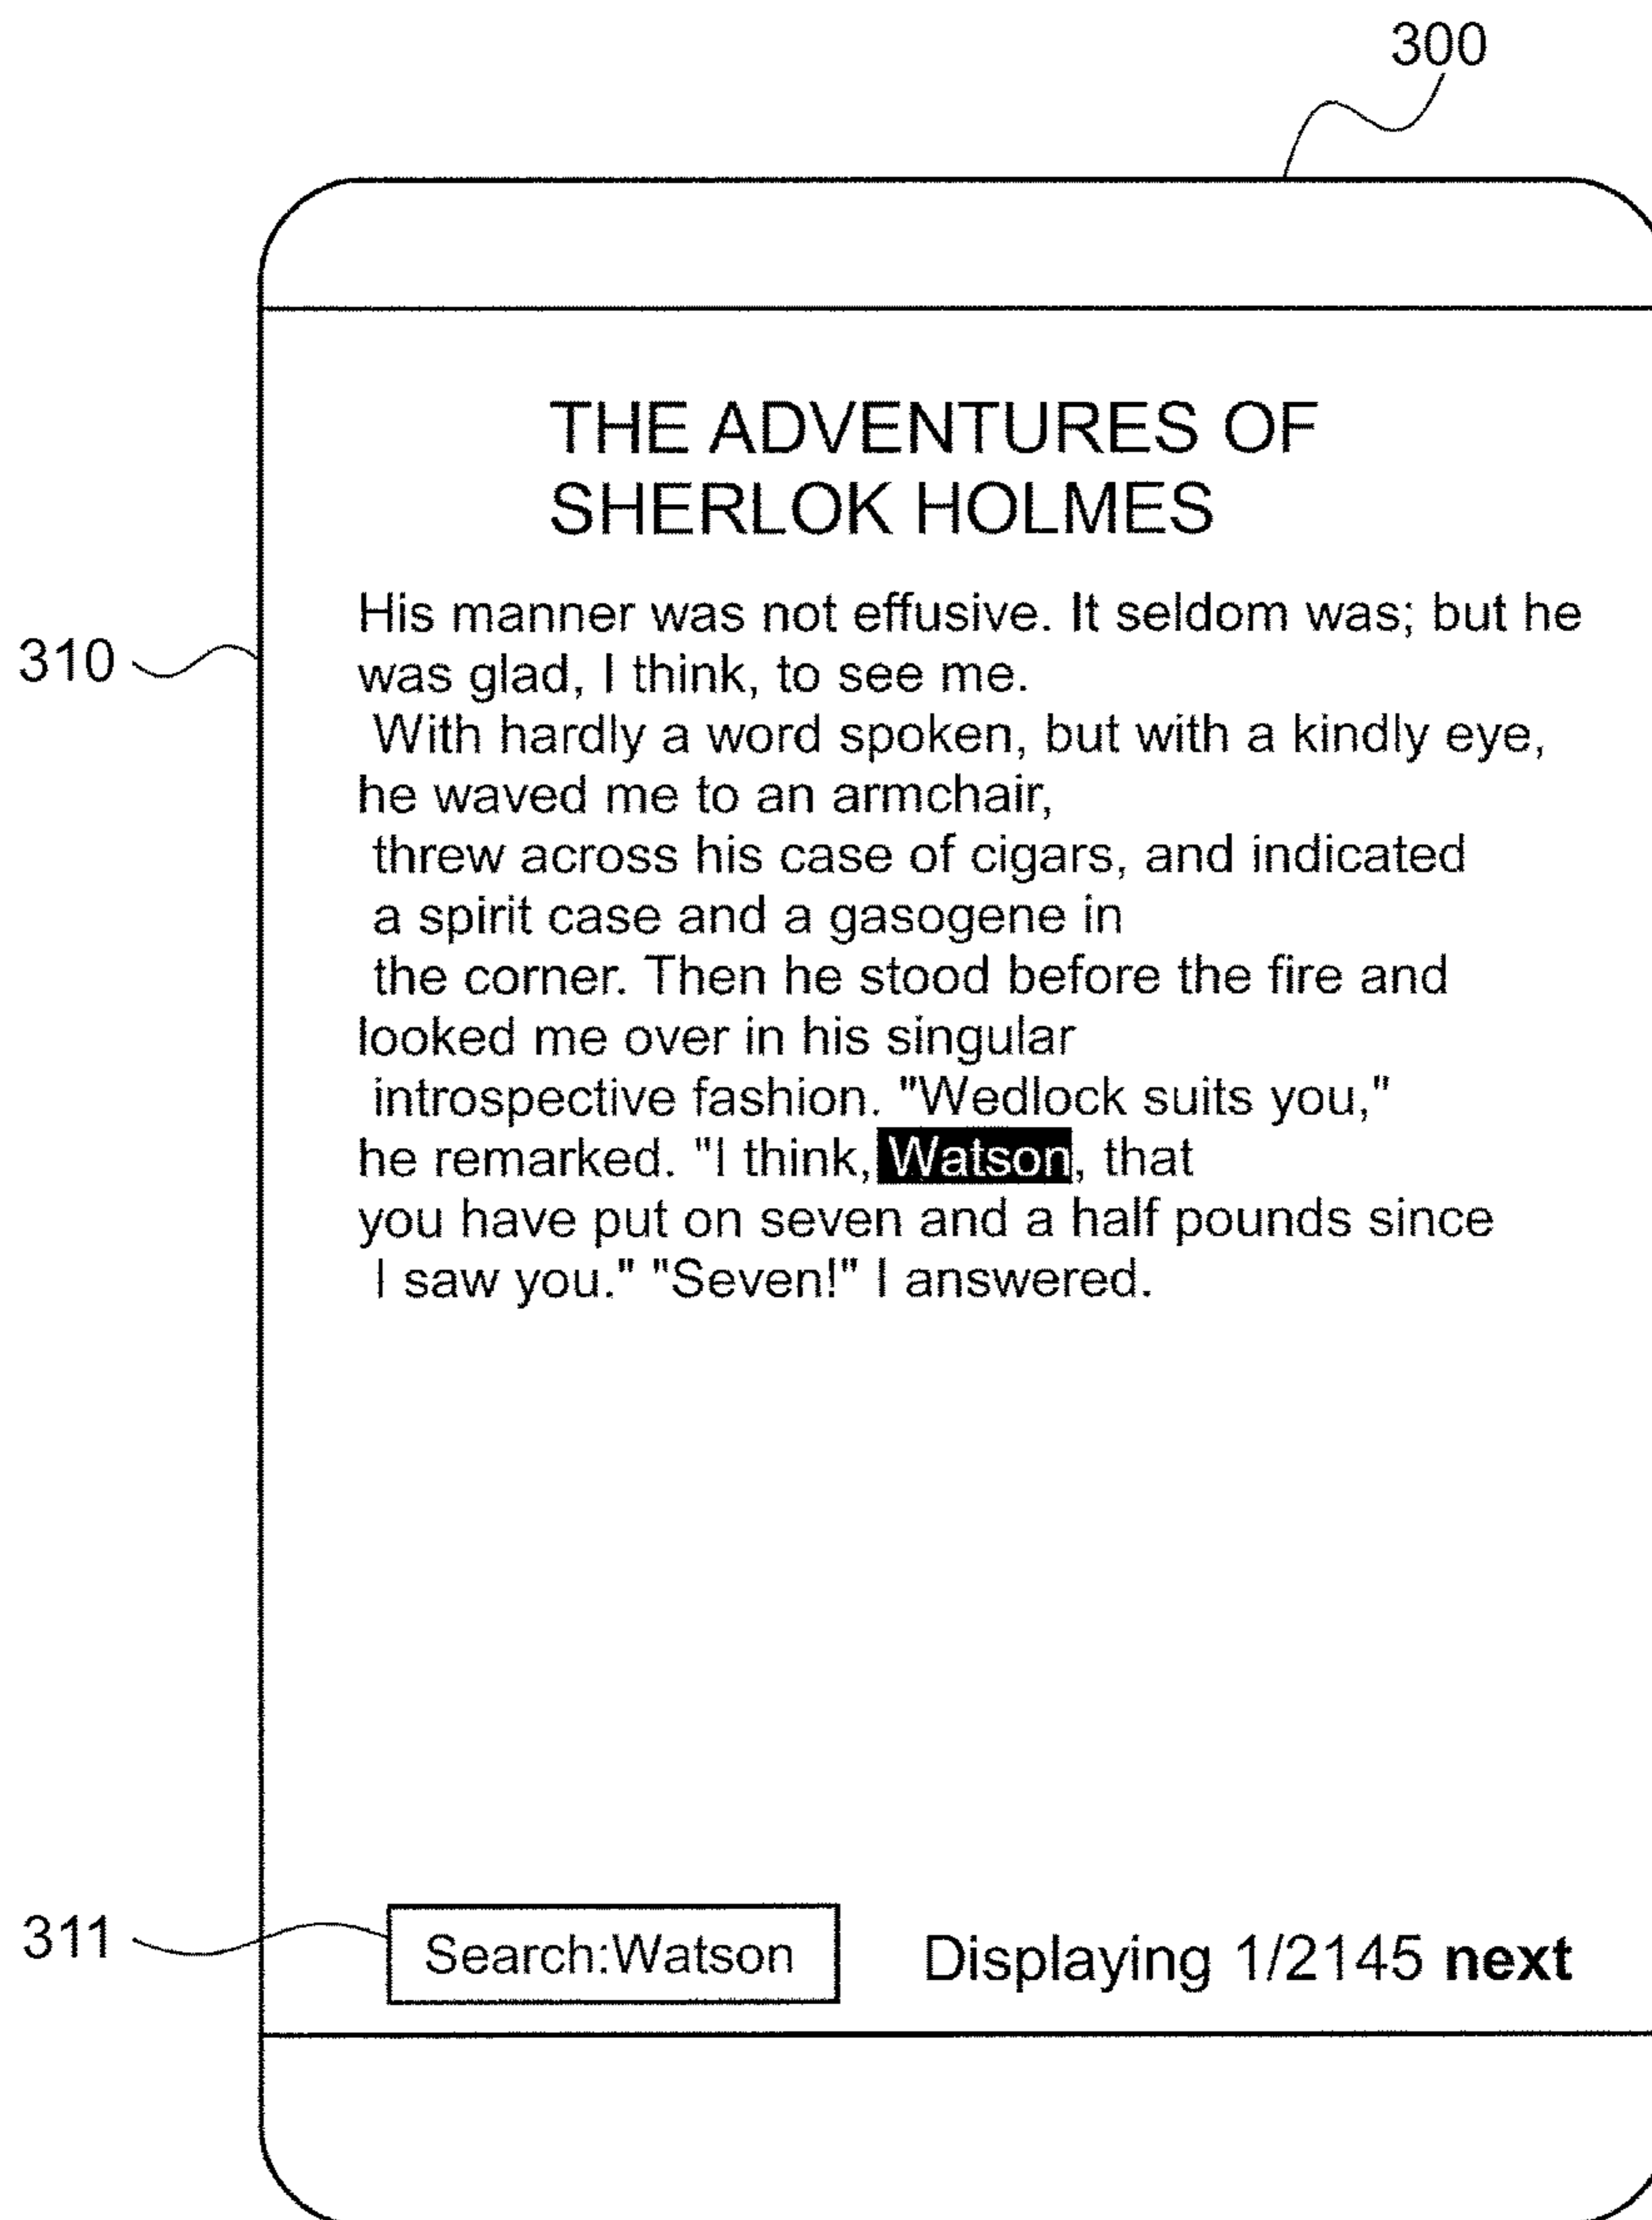 300
THE ADVENTURES OF
SHERLOK HOLMES
His manner was not effusive. It seldom was; but he
310
was glad, I think, to see me.
With hardly a word spoken, but with a kindly eye,
he waved me to an armchair,
threw across his case of cigars, and indicated
a spirit case and a gasogene in
the corner. Then he stood before the fire and
looked me over in his singular
introspective fashion. "Wedlock suits you,"
he remarked. "I think, Watson, that
you have put on seven and a half pounds since
I saw you." "Seven!" I answered.
311
Search:Watson
Displaying 1/2145 next